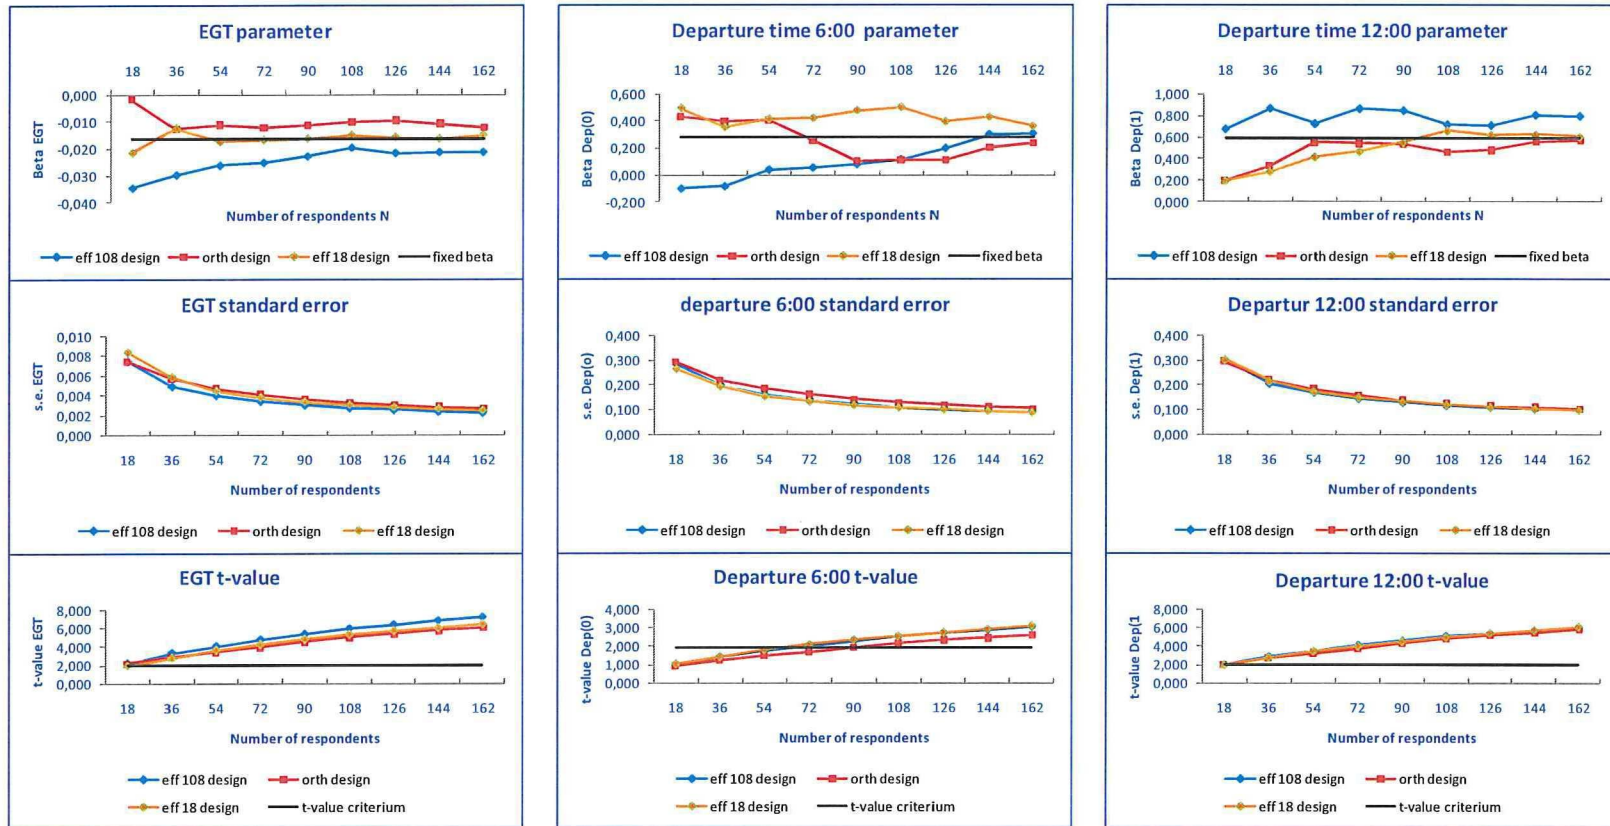 EGT parameter
18 36 54 72 90 108 126 144 162
0,000
-0,010
-0,020
-0,030
-0,040
Beta EGT
Number of respondents N
eff 108 design orth design eff 18 design fixed beta
Departure time 6:00 parameter
18 36 54 72 90 108 126 144 162
0,600
0,400
0,200
0,000
-0,200
Beta Dep(0)
Number of respondents N
eff 108 design orth design eff 18 design fixed beta
Departure time 12:00 parameter
18 36 54 72 90 108 126 144 162
1,000
0,800
0,600
0,400
0,200
0,000
Beta Dep(1)
Number of respondents N
eff 108 design orth design eff 18 design fixed beta
EGT standard error
0,010
0,008
0,006
0,004
0,002
0,000
s.e. EGT
18 36 54 72 90 108 126 144 162
Number of respondents
eff 108 design orth design eff 18 design
departure 6:00 standard error
0,400
0,300
0,200
0,100
0,000
s.e. Dep(o)
18 36 54 72 90 108 126 144 162
Number of respondents
eff 108 design orth design eff 18 design
Departur 12:00 standard error
0,400
0,300
0,200
0,100
0,000
s.e. Dep(1)
18 36 54 72 90 108 126 144 162
Number of respondents
eff 108 design orth design eff 18 design
EGT t-value
8,000
6,000
4,000
2,000
0,000
t-value EGT
18 36 54 72 90 108 126 144 162
Number of respondents
eff 108 design orth design
eff 18 design t-value criterium
Departure 6:00 t-value
4,000
3,000
2,000
1,000
0,000
t-value Dep(0)
18 36 54 72 90 108 126 144 162
Number of respondents
eff 108 design orth design
eff 18 design t-value criterium
Departure 12:00 t-value
8,000
6,000
4,000
2,000
0,000
t-value Dep(1
18 36 54 72 90 108 126 144 162
Number of respondents
eff 108 design orth design
eff 18 design t-value criterium